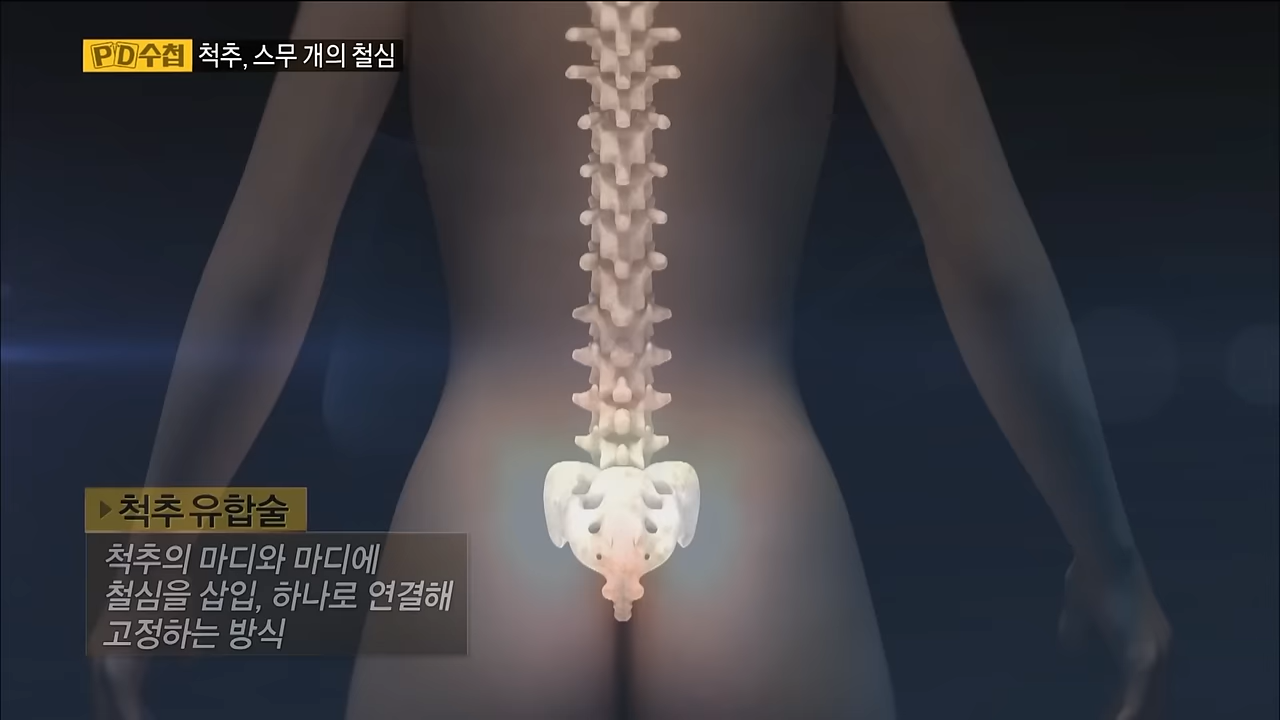 PD수첩 척추, 스무 개의 철심
척추 유합술
척추의 마디와 마디에
철심을 삽입, 하나로 연결해
고정하는 방식